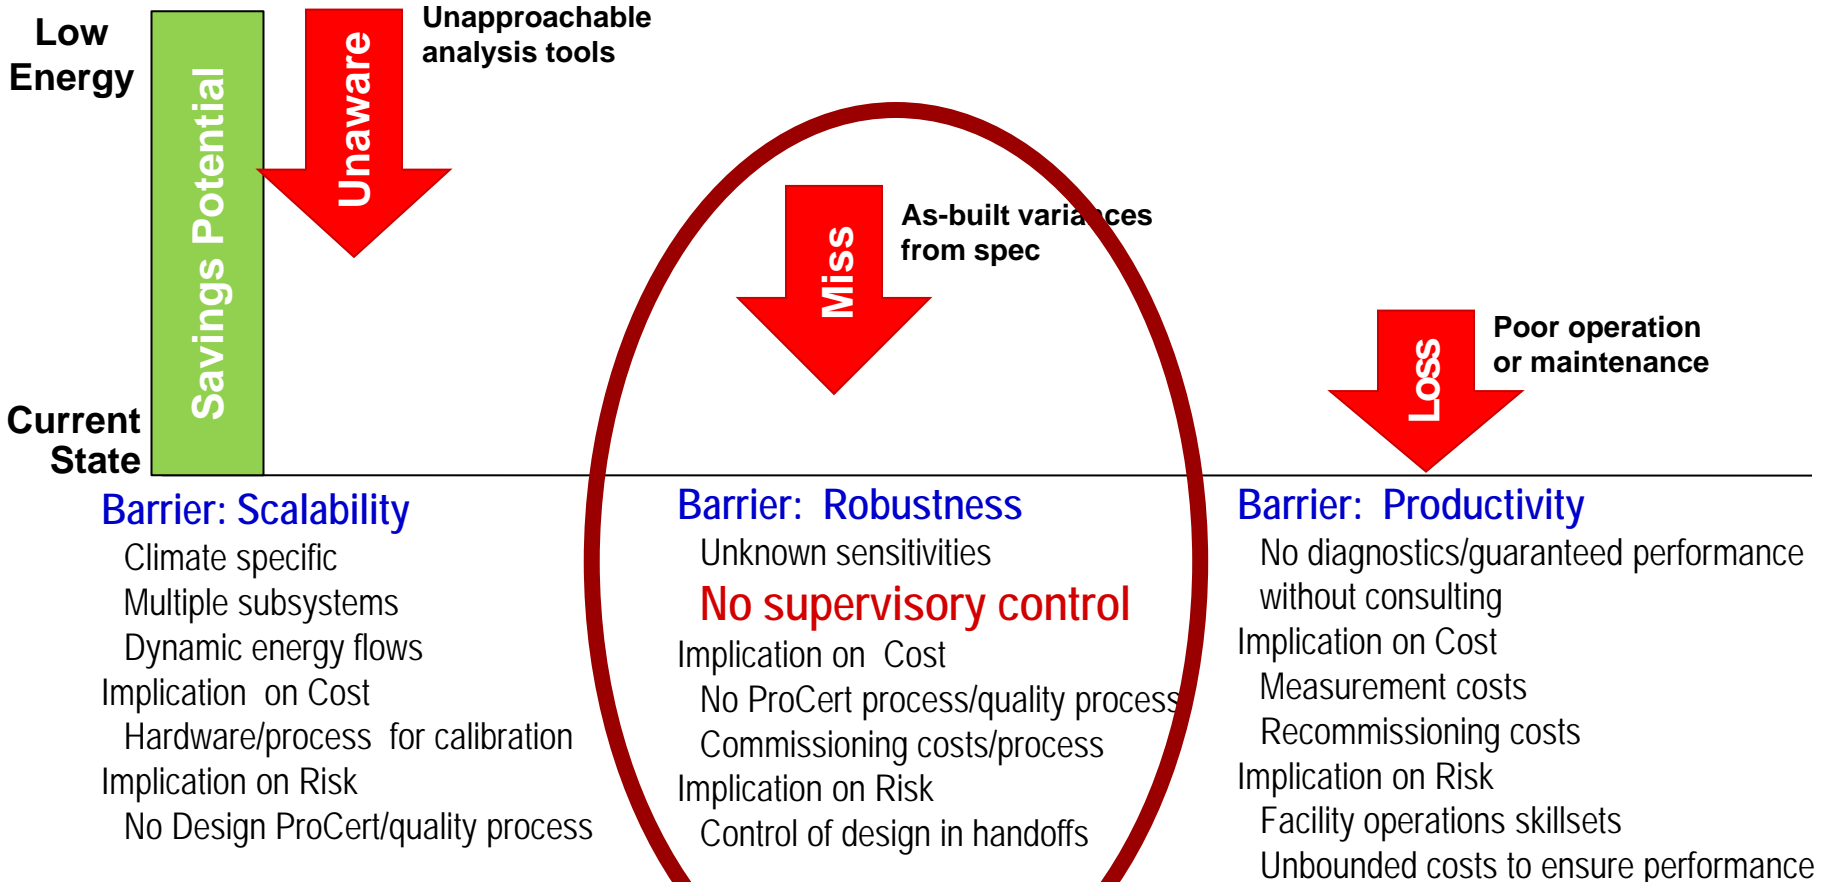 Low
Energy
Savings Potential
Current
State
Unaware
Unapproachable
analysis tools
Miss
As-built variances
from spec
Loss
Poor operation
or maintenance
Barrier: Scalability
Climate specific
Multiple subsystems
Dynamic energy flows
Implication on Cost
Hardware/process for calibration
Implication on Risk
No Design ProCert/quality process
Barrier: Robustness
Unknown sensitivities
No supervisory control
Implication on Cost
No ProCert process/quality process
Commissioning costs/process
Implication on Risk
Control of design in handoffs
Barrier: Productivity
No diagnostics/guaranteed performance
without consulting
Implication on Cost
Measurement costs
Recommissioning costs
Implication on Risk
Facility operations skillsets
Unbounded costs to ensure performance